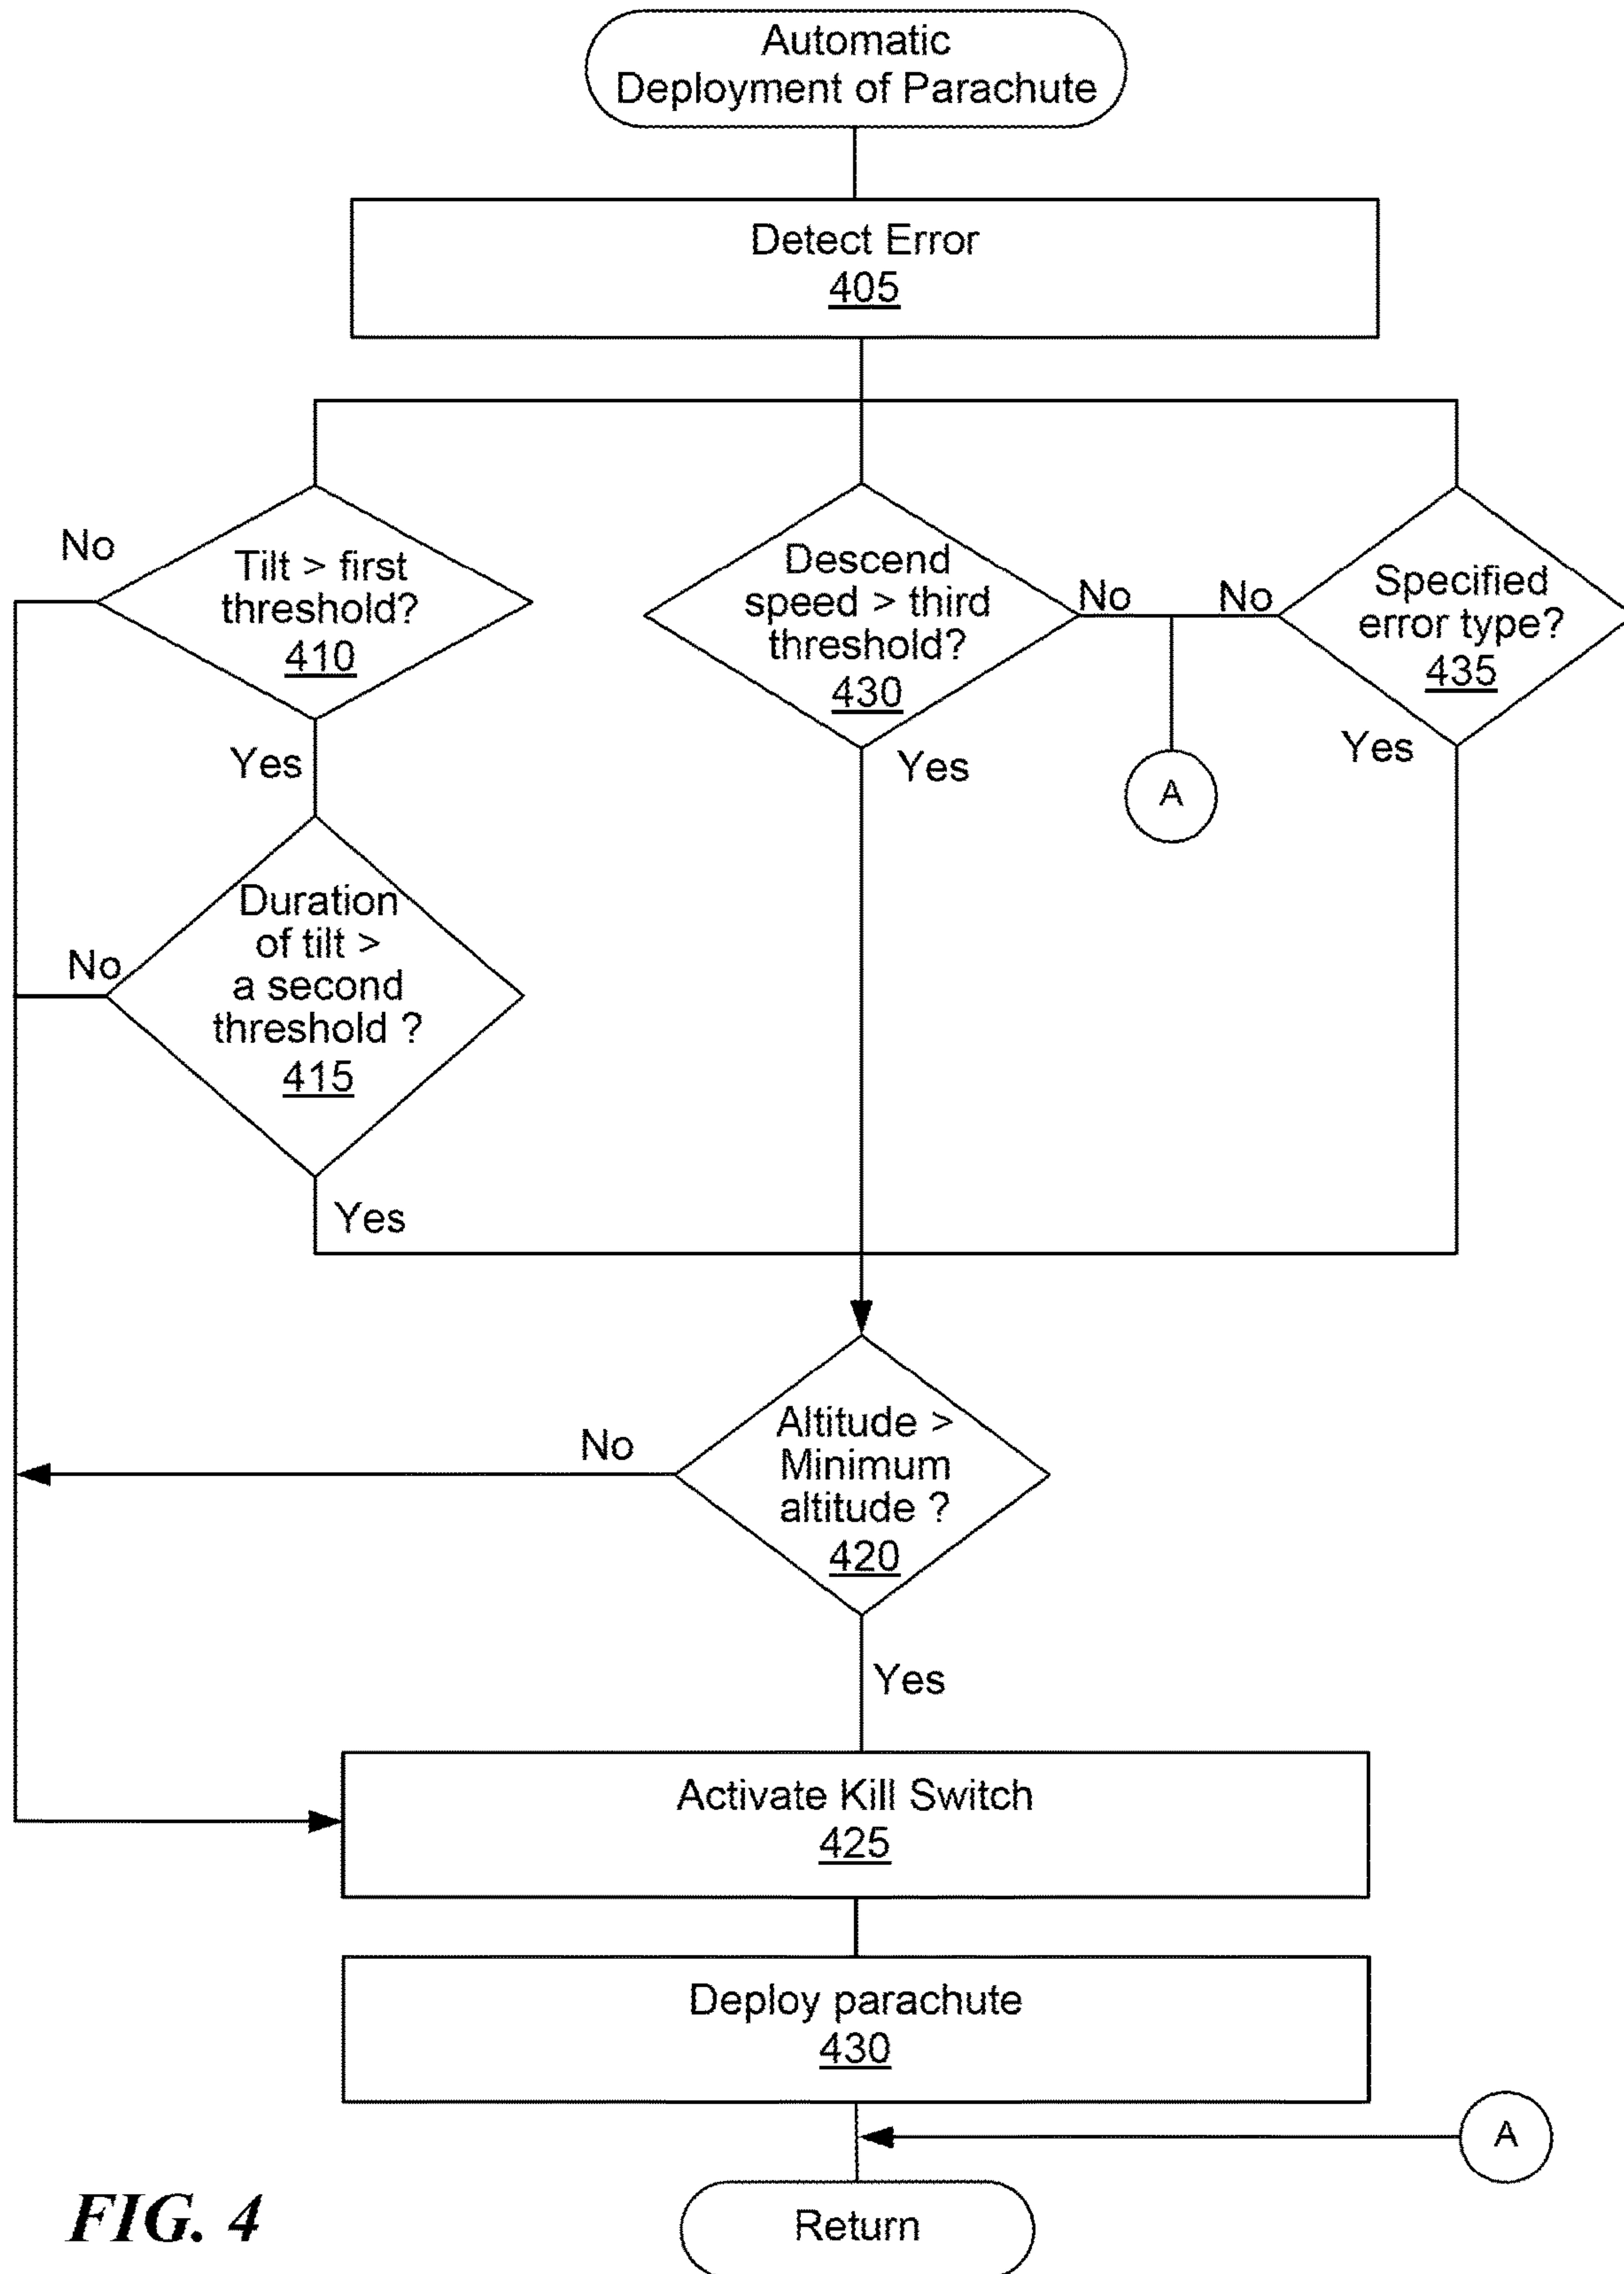 Automatic
Deployment of Parachute
Detect Error
405
No
Tilt > first
threshold?
410
Yes
Descend
speed > third
threshold?
430
No
Yes
No
Specified
error type?
435
Yes
A
Duration
of tilt >
a second
threshold ?
415
No
Yes
Altitude >
Minimum
altitude ?
420
No
Yes
Activate Kill Switch
425
Deploy parachute
430
A
Return
FIG. 4